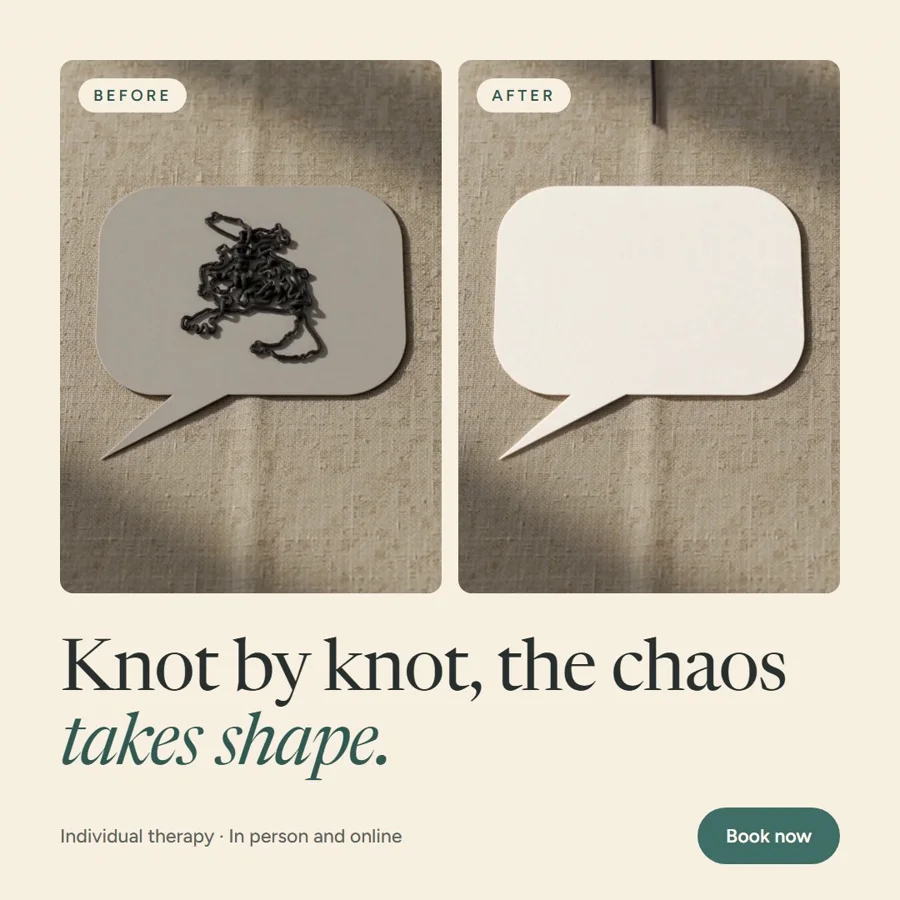 BEFORE
AFTER
Knot by knot, the chaos
takes shape.
Individual therapy · In person and online
Book now